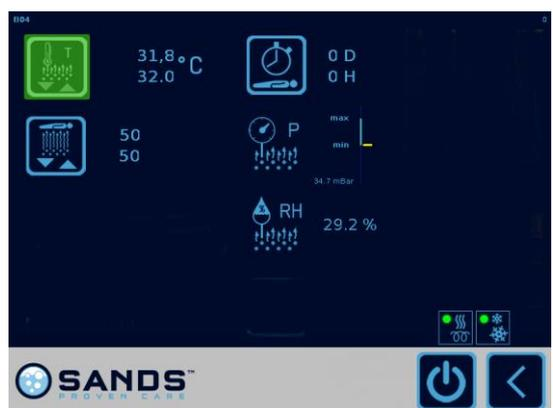 EI04
0
T
31,8
32.0
°C
0 D
0 H
50
50
P
max
min
34.7 mBar
% RH
29.2 %
SANDS™
PROVEN CARE